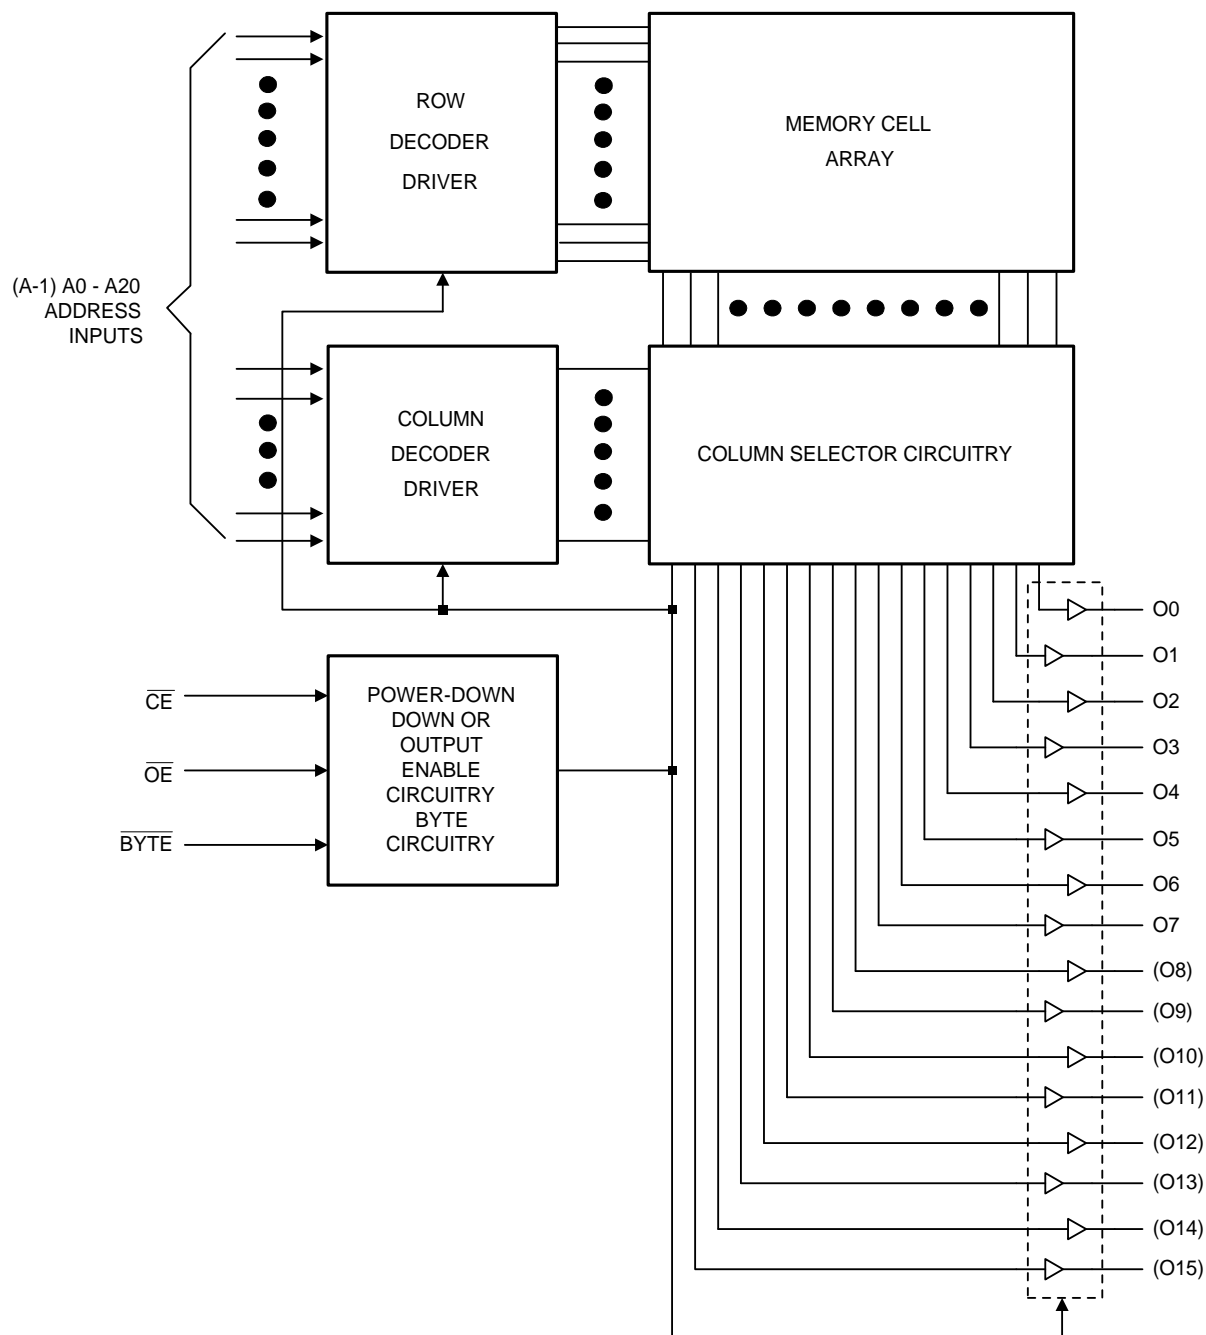 ROW
DECODER
DRIVER
MEMORY CELL
ARRAY
(A-1) A0 - A20
ADDRESS
INPUTS
COLUMN
DECODER
DRIVER
COLUMN SELECTOR CIRCUITRY
CE
OE
BYTE
POWER-DOWN
DOWN OR
OUTPUT
ENABLE
CIRCUITRY
BYTE
CIRCUITRY
O0
O1
O2
O3
O4
O5
O6
O7
(O8)
(O9)
(O10)
(O11)
(O12)
(O13)
(O14)
(O15)